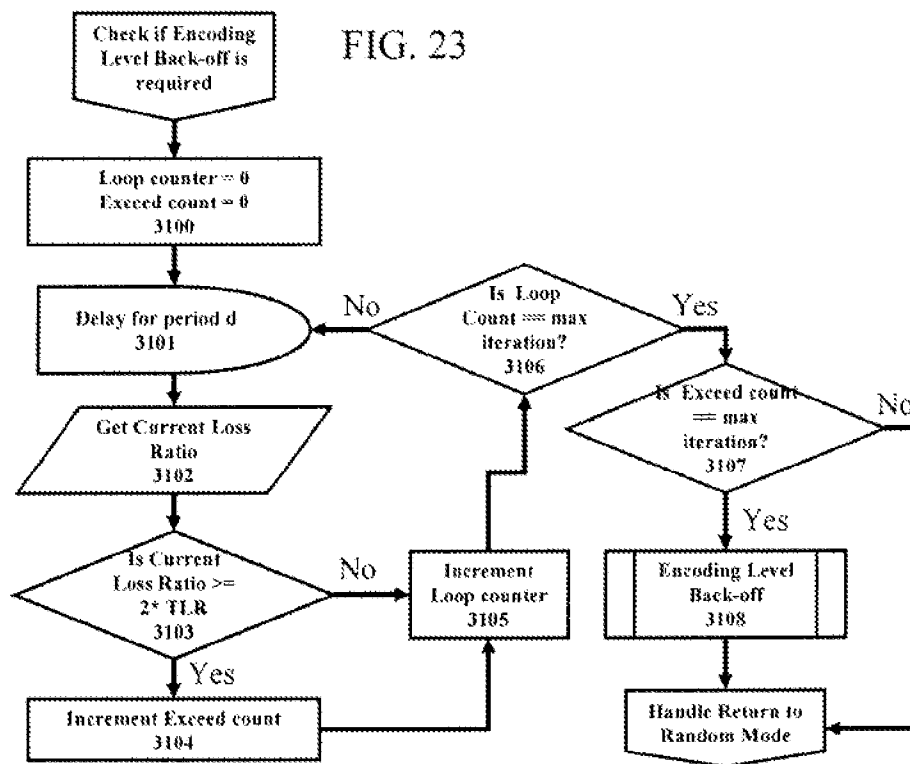 Check if Encoding
Level Back-off is
required
FIG. 23
Loop counter = 0
Exceed count = 0
3100
Delay for period d
3101
No
Is Loop
Count == max
iteration?
3106
Yes
Get Current Loss
Ratio
3102
Is Exceed count
== max
iteration?
3107
No
Is Current
Loss Ratio >=
2* TLR
3103
No
Increment
Loop counter
3105
Yes
Encoding Level
Back-off
3108
Yes
Increment Exceed count
3104
Handle Return to
Random Mode